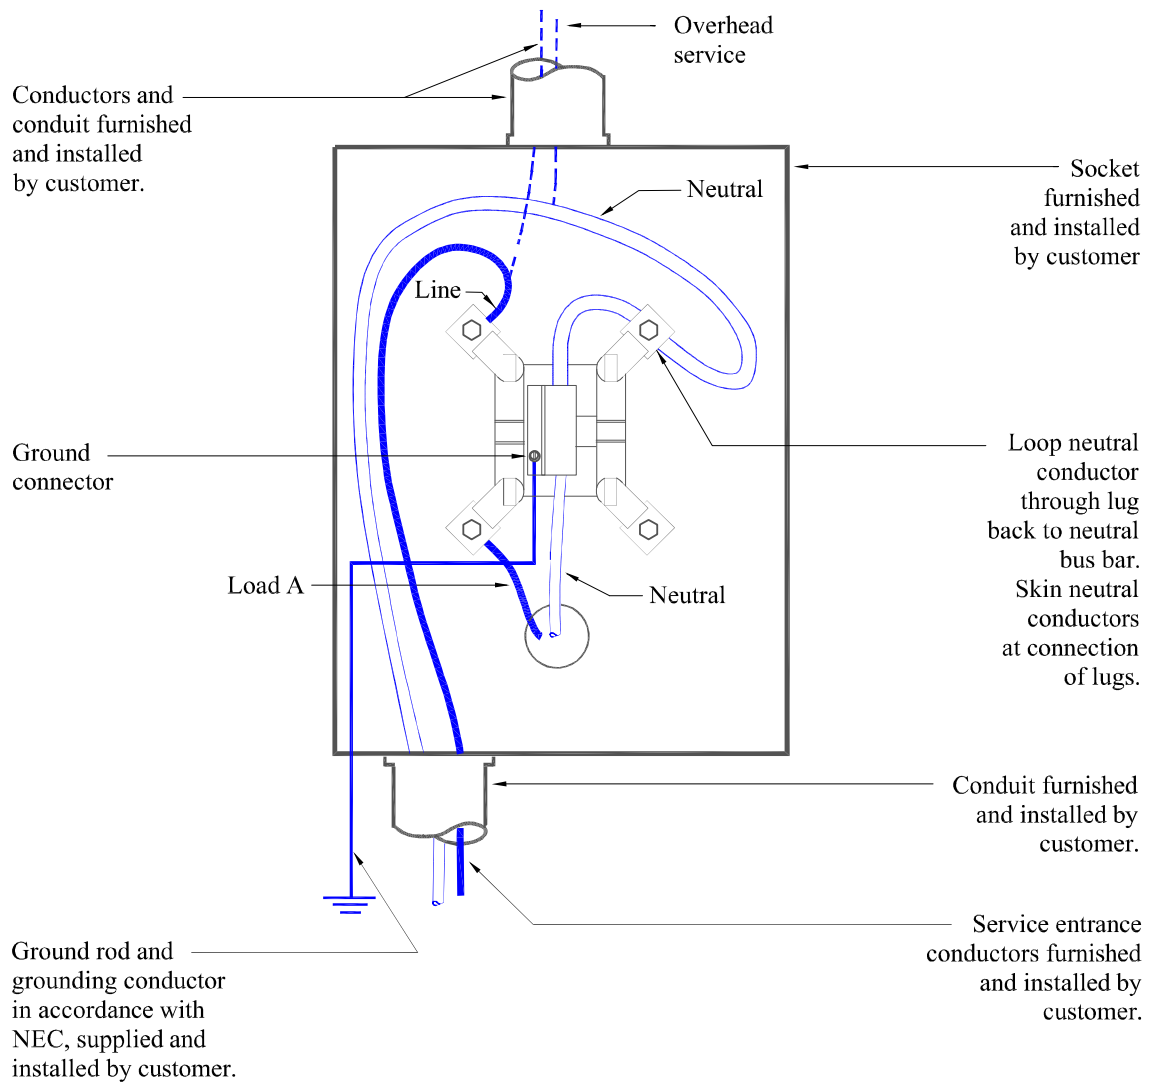 Overhead
service
Conductors and
conduit furnished
and installed
by customer.
Socket
furnished
and installed
by customer
Neutral
Line
Ground
connector
Loop neutral
conductor
through lug
back to neutral
bus bar.
Skin neutral
conductors
at connection
of lugs.
Load A
Neutral
Conduit furnished
and installed by
customer.
Service entrance
conductors furnished
and installed by
customer.
Ground rod and
grounding conductor
in accordance with
NEC, supplied and
installed by customer.